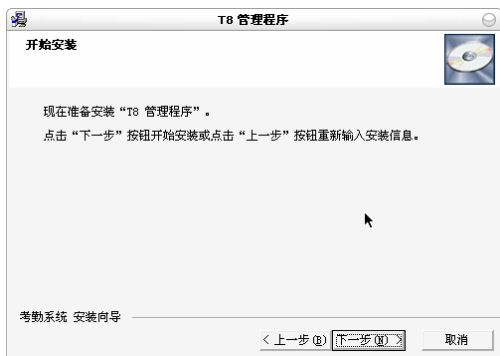 T8 管理程序
开始安装
现在准备安装“T8 管理程序”。
点击“下一步”按钮开始安装或点击“上一步”按钮重新输入安装信息。
考勤系统 安装向导
< 上一步(B) 下一步(N) > 取消